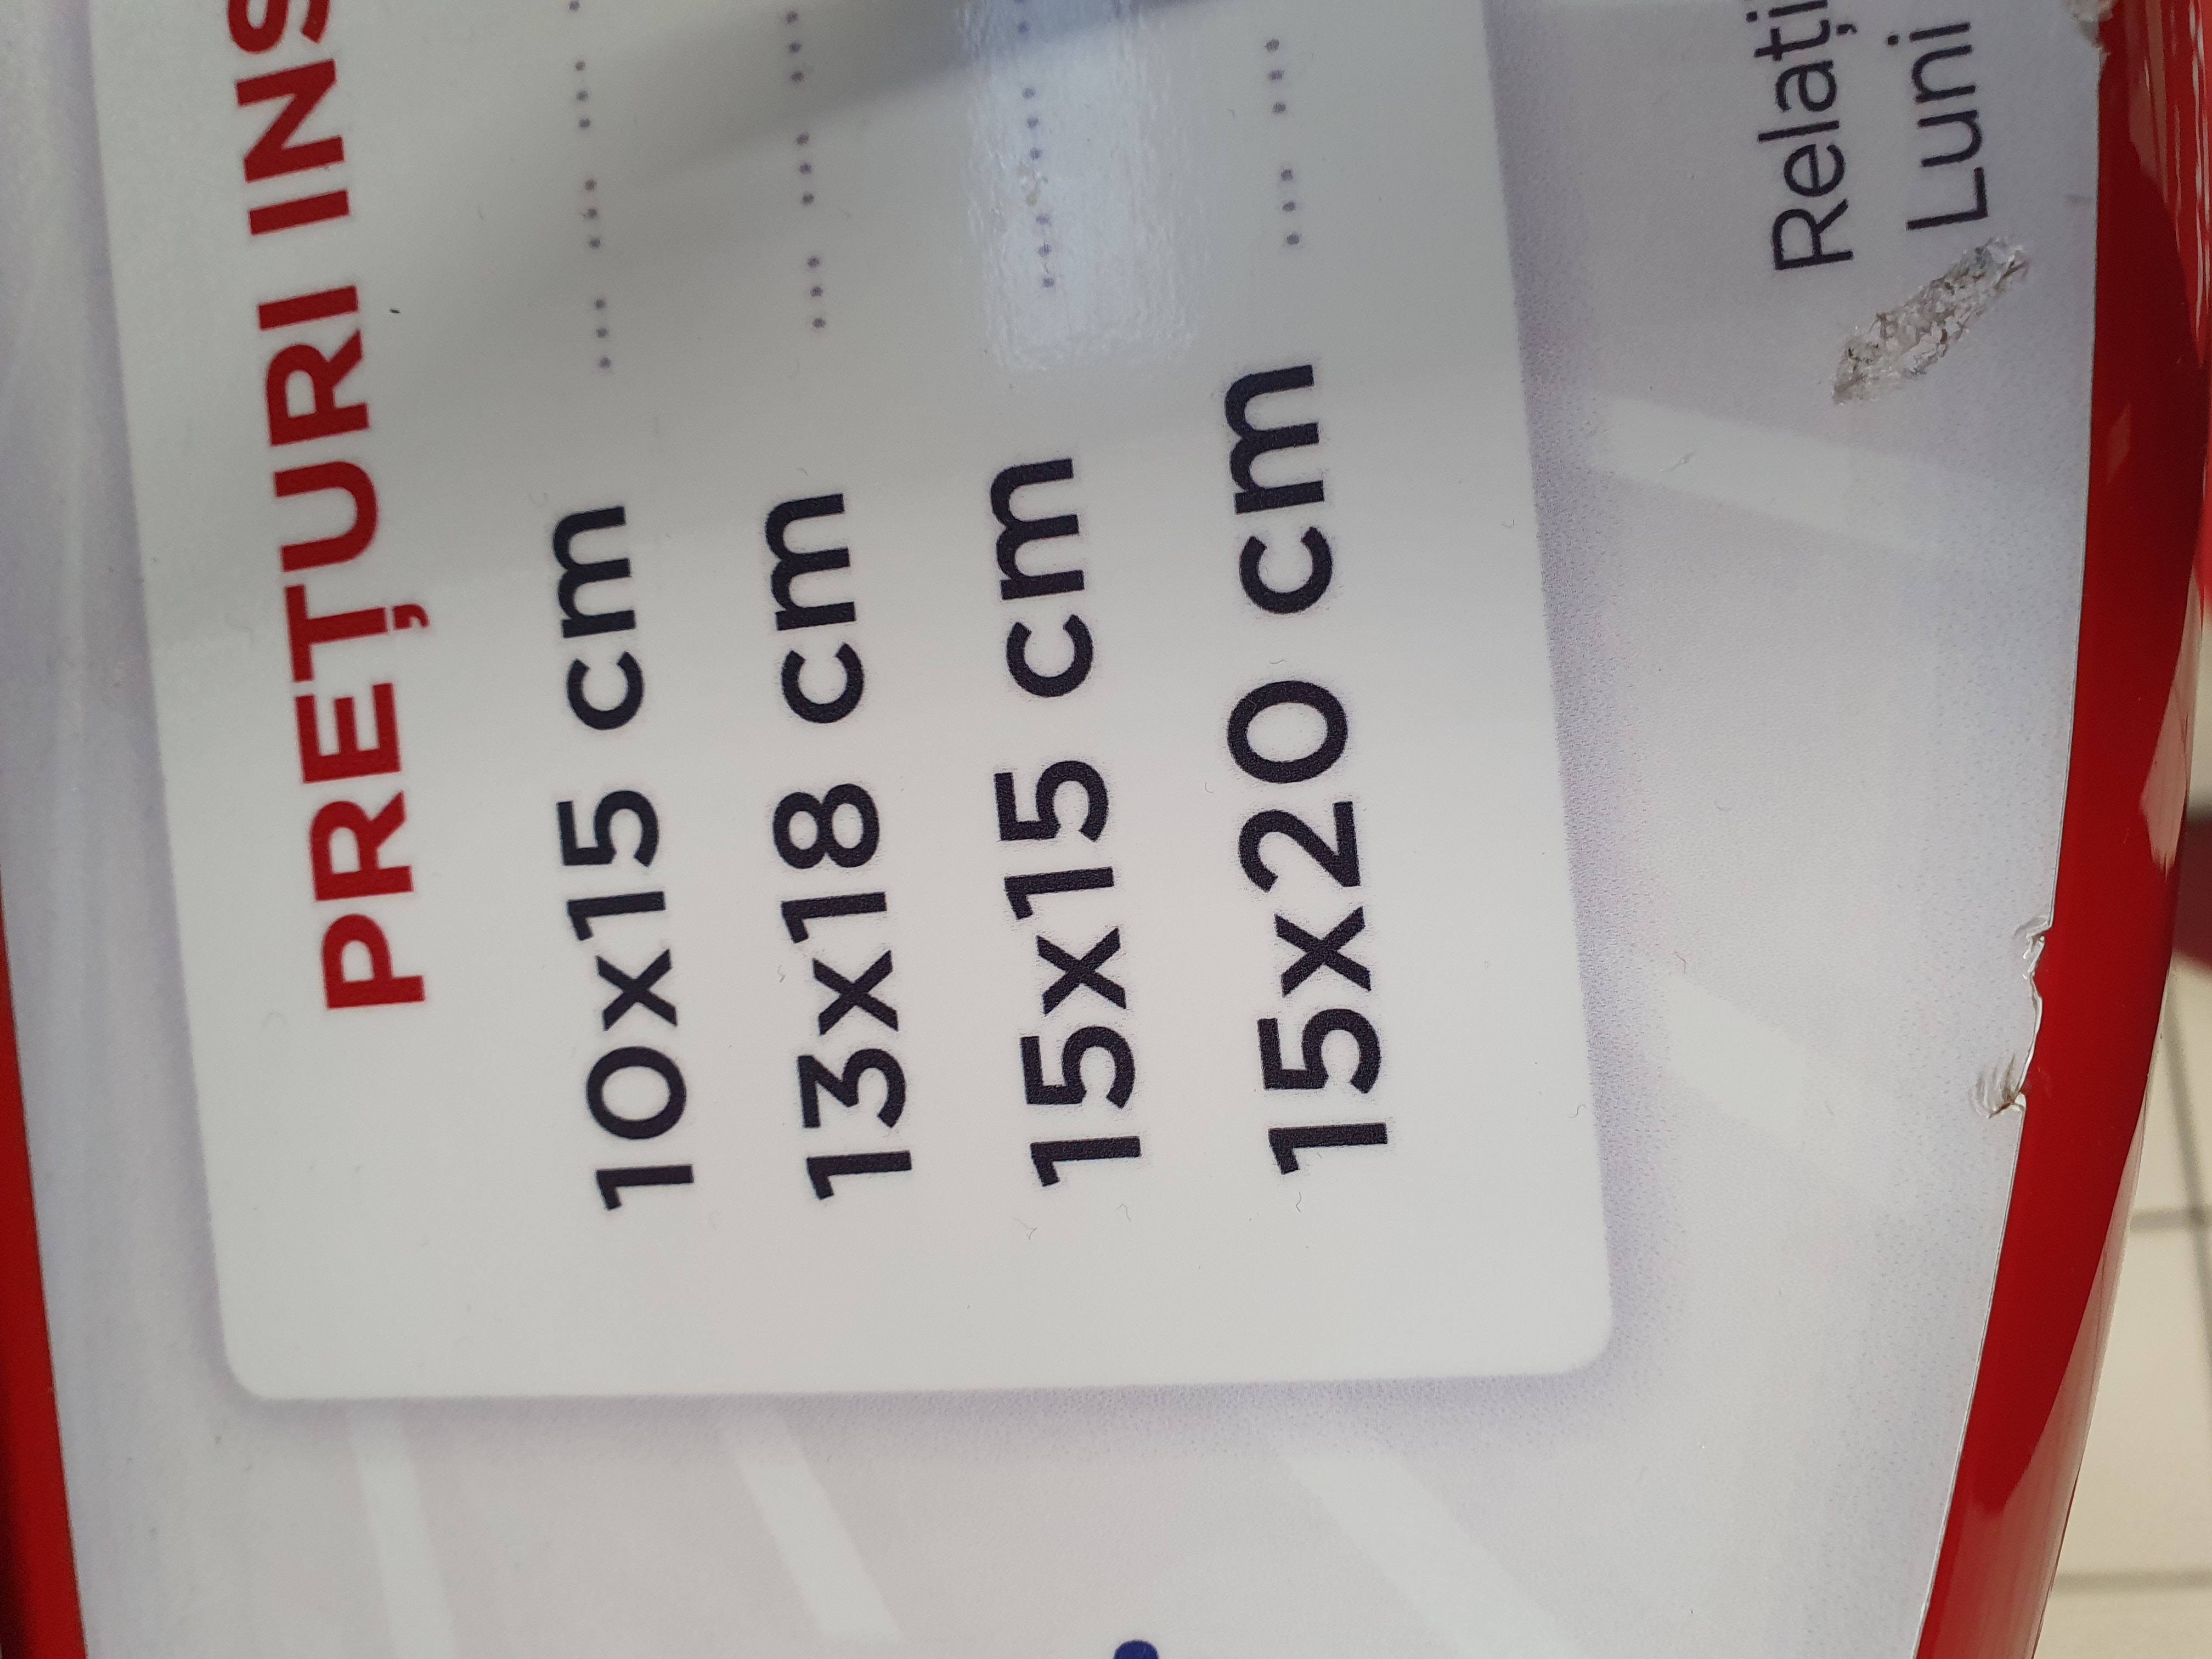 PREȚURI INS
10x15 cm ...............
13x18 cm ...............
15x15 cm ...............
15x20 cm .........
Relați
Luni